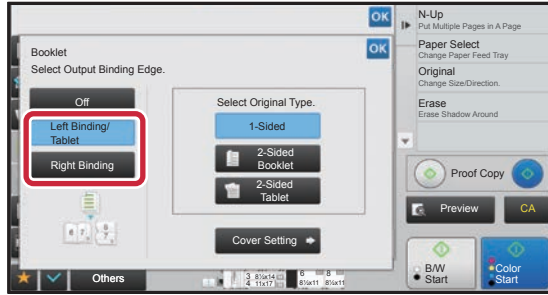 OK
Booklet
OK
Select Output Binding Edge.
Off
Left Binding/
Tablet
Right Binding
Select Original Type.
1-Sided
2-Sided
Booklet
2-Sided
Tablet
Cover Setting
Others
3 8½x14
4 11x17
6 8
8½x11 8½x11
N-Up
Put Multiple Pages in A Page
Paper Select
Change Paper Feed Tray
Original
Change Size/Direction.
Erase
Erase Shadow Around
Proof Copy
Preview
CA
B/W
Start
Color
Start